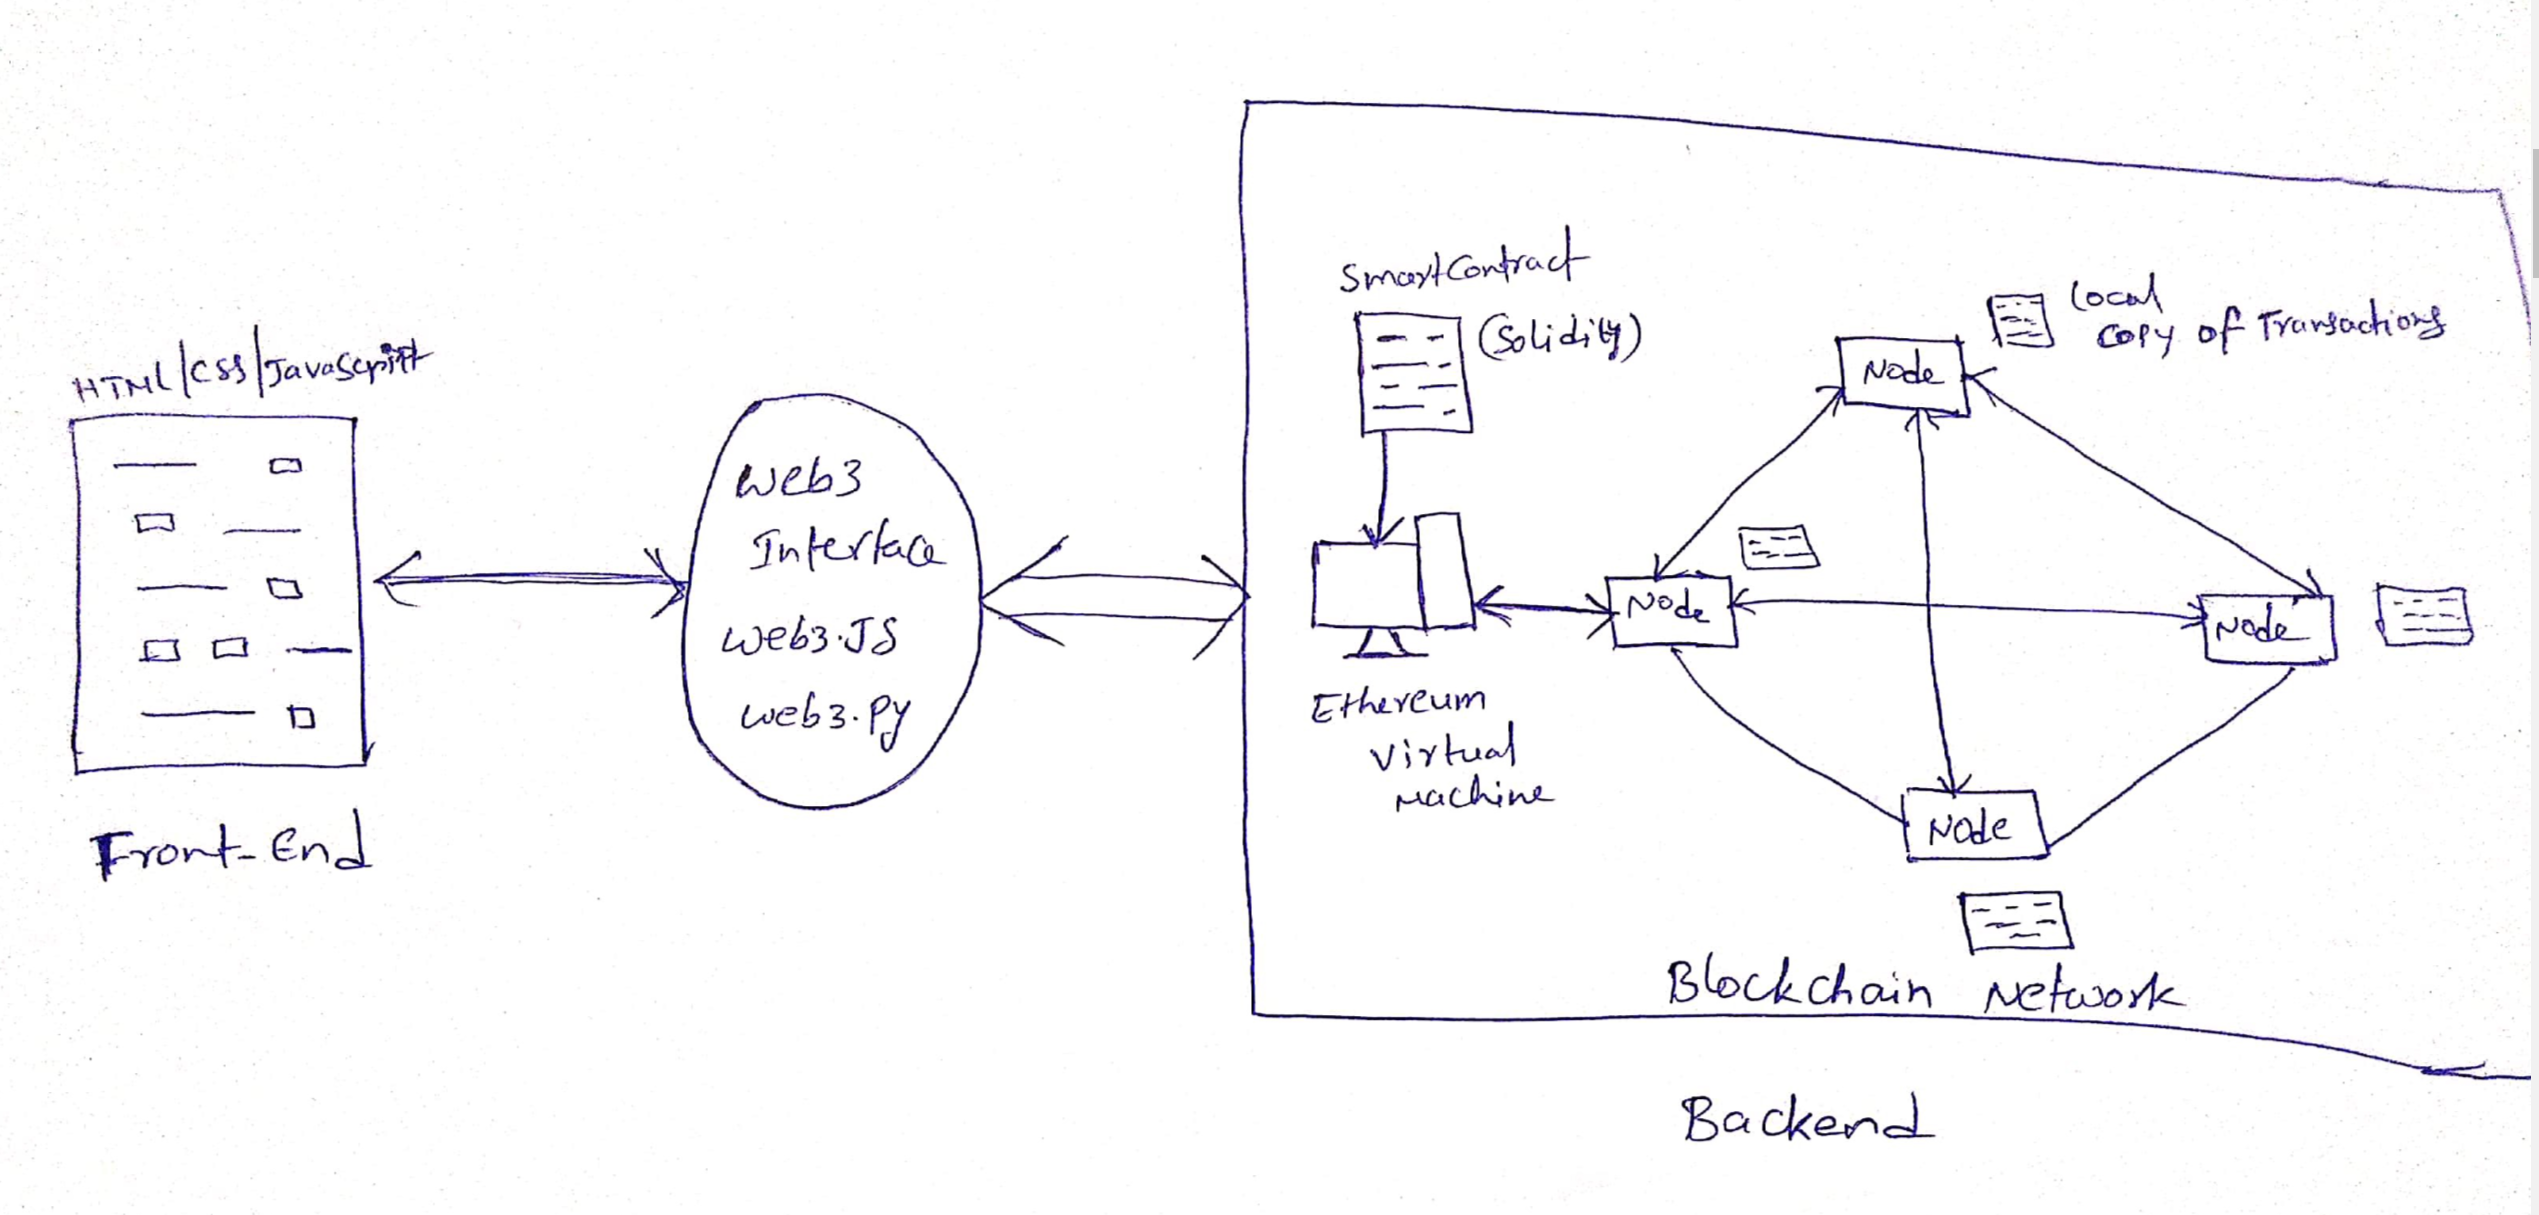 HTML/CSS/JavaScript
Front-End
Web3
Interface
Web3.JS
Web3.Py
SmartContract
(Solidity)
Ethereum
Virtual
Machine
Local
Copy of Transactions
Node
Node
Node
Node
Blockchain Network
Backend